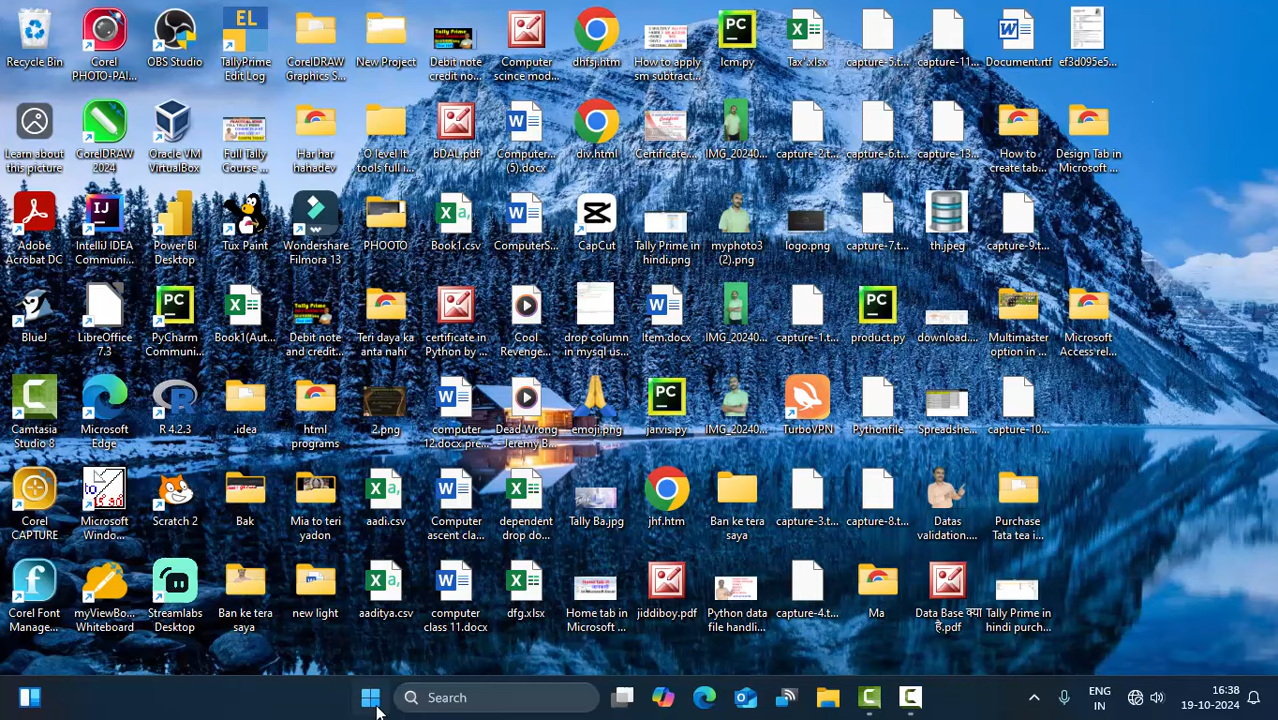 Recycle Bin
Corel PHOTO-PAI...
OBS Studio
TallyPrime Edit Log
CorelDRAW Graphics S...
New Project
Debit note credit no...
Computer scince mod...
dhfsj.htm
How to apply sm subtract...
lcm.py
Tax'.xlsx
capture-5.t...
capture-11...
Document.rtf
ef3d095e5...
Learn about this picture
CorelDRAW 2024
Oracle VM VirtualBox
Full Tally Course ...
Har har hahadev
'O level It tools full i...
bDAL.pdf
Computer... (5).docx
div.html
Certificate....
IMG_20240...
capture-2.t...
capture-6.t...
capture-13...
How to create tab...
Design Tab in Microsoft ...
Adobe Acrobat DC
IntelliJ IDEA Communi...
Power BI Desktop
Tux Paint
Wondershare Filmora 13
PHOOTO
Book1.csv
ComputerS...
CapCut
Tally Prime in hindi.png
myphoto3 (2).png
logo.png
capture-7.t...
th.jpeg
capture-9.t...
BlueJ
LibreOffice 7.3
PyCharm Communi...
Book1(Aut...
Debit note and credit...
Teri daya ka anta nahi
certificate in Python by ...
Cool Revenge...
drop column in mysql us...
Item.docx
IMG_20240...
capture-1.t...
product.py
download....
Multimaster option in ...
Microsoft Access rel...
Camtasia Studio 8
Microsoft Edge
R 4.2.3
.idea
html programs
2.png
computer 12.docx pre...
Dead-Wrong -Jeremy B...
emoji.png
jarvis.py
IMG_20240...
TurboVPN
Pythonfile
Spreadshe...
capture-10...
Corel CAPTURE
Microsoft Windo...
Scratch 2
Bak
Mia to teri yadon
aadi.csv
Computer ascent cla...
dependent drop do...
Tally Ba.jpg
jhf.htm
Ban ke tera saya
capture-3.t...
capture-8.t...
Datas validation....
Purchase Tata tea i...
Corel Font Manage...
myViewBo... Whiteboard
Streamlabs Desktop
Ban ke tera saya
new light
aaditya.csv
computer class 11.docx
dfg.xlsx
Home tab in Microsoft ...
jiddiboy.pdf
Python data file handli...
capture-4.t...
Ma
Data Base क्या है.pdf
Tally Prime in hindi purch...
Search
ENG
IN
16:38
19-10-2024